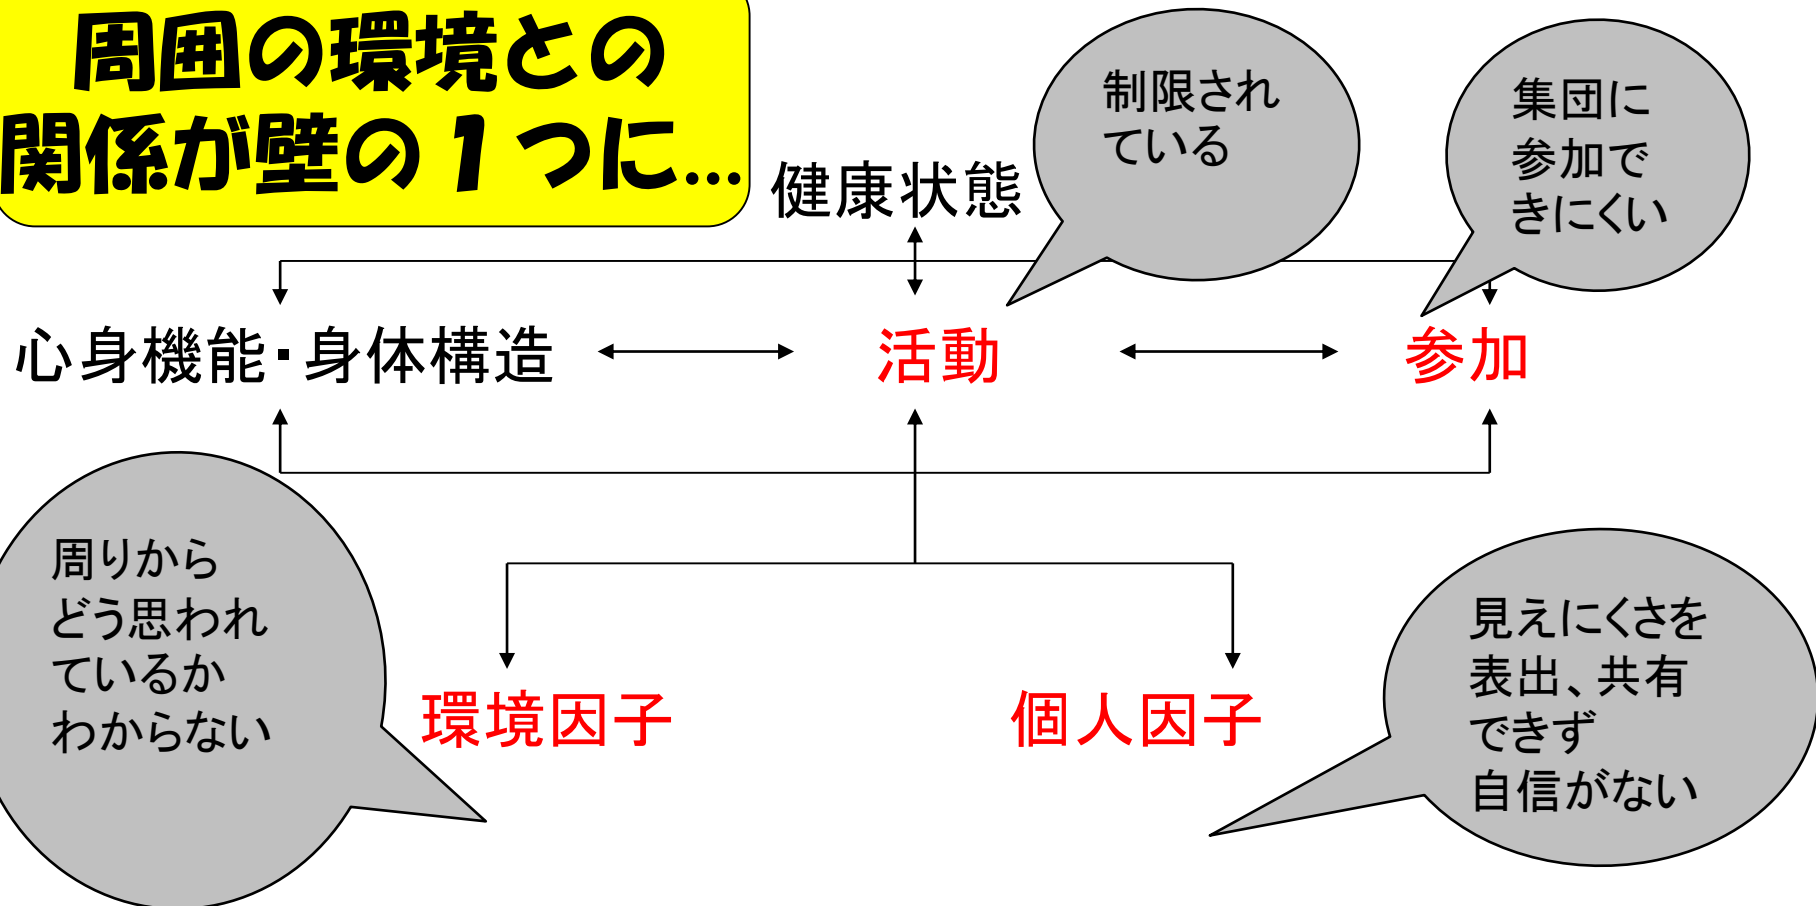 周囲の環境との
関係が壁の1つに…
制限され
ている
集団に
参加で
きにくい
健康状態
心身機能・身体構造
活動
参加
周りから
どう思われ
ているか
わからない
環境因子
個人因子
見えにくさを
表出、共有
できず
自信がない